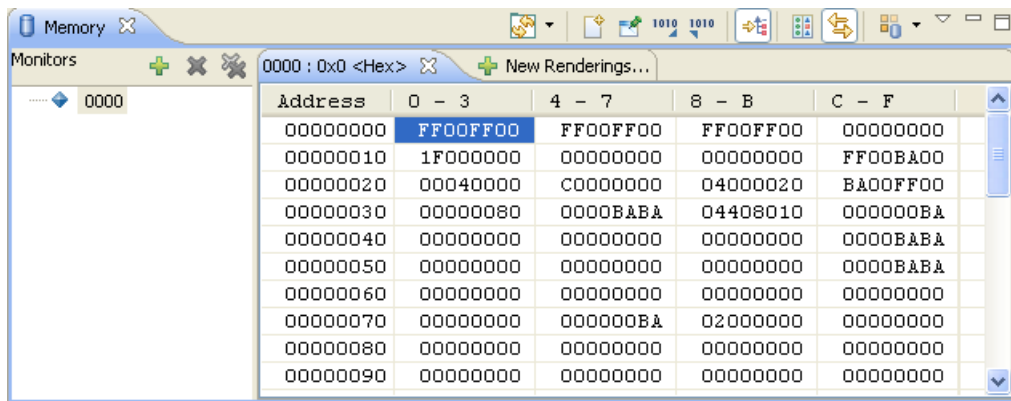 Memory
1010 1010
Monitors
0000 : 0x0 <Hex> New Renderings...
0000
Address 0 - 3 4 - 7 8 - B C - F
00000000 FF00FF00 FF00FF00 FF00FF00 00000000
00000010 1F000000 00000000 00000000 FF00BA00
00000020 00040000 C0000000 04000020 BA00FF00
00000030 00000080 0000BABA 04408010 000000BA
00000040 00000000 00000000 00000000 0000BABA
00000050 00000000 00000000 00000000 0000BABA
00000060 00000000 00000000 00000000 00000000
00000070 00000000 000000BA 02000000 00000000
00000080 00000000 00000000 00000000 00000000
00000090 00000000 00000000 00000000 00000000